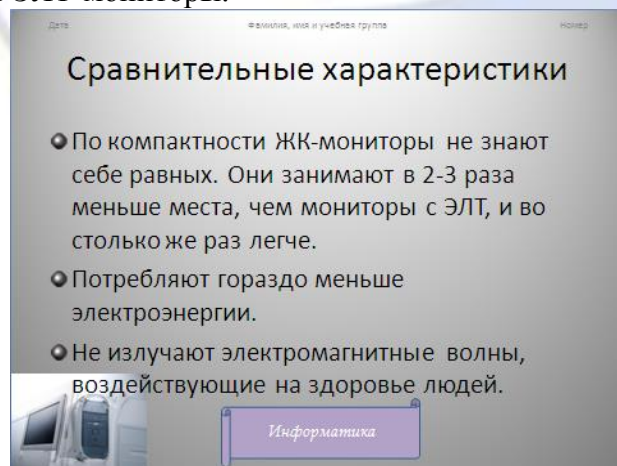 ЭЛТ мониторы.
Дата Фамилия, имя и учебная группа Номер
Сравнительные характеристики
По компактности ЖК-мониторы не знают
себе равных. Они занимают в 2-3 раза
меньше места, чем мониторы с ЭЛТ, и во
столько же раз легче.
Потребляют гораздо меньше
электроэнергии.
Не излучают электромагнитные волны,
воздействующие на здоровье людей.
Информатика